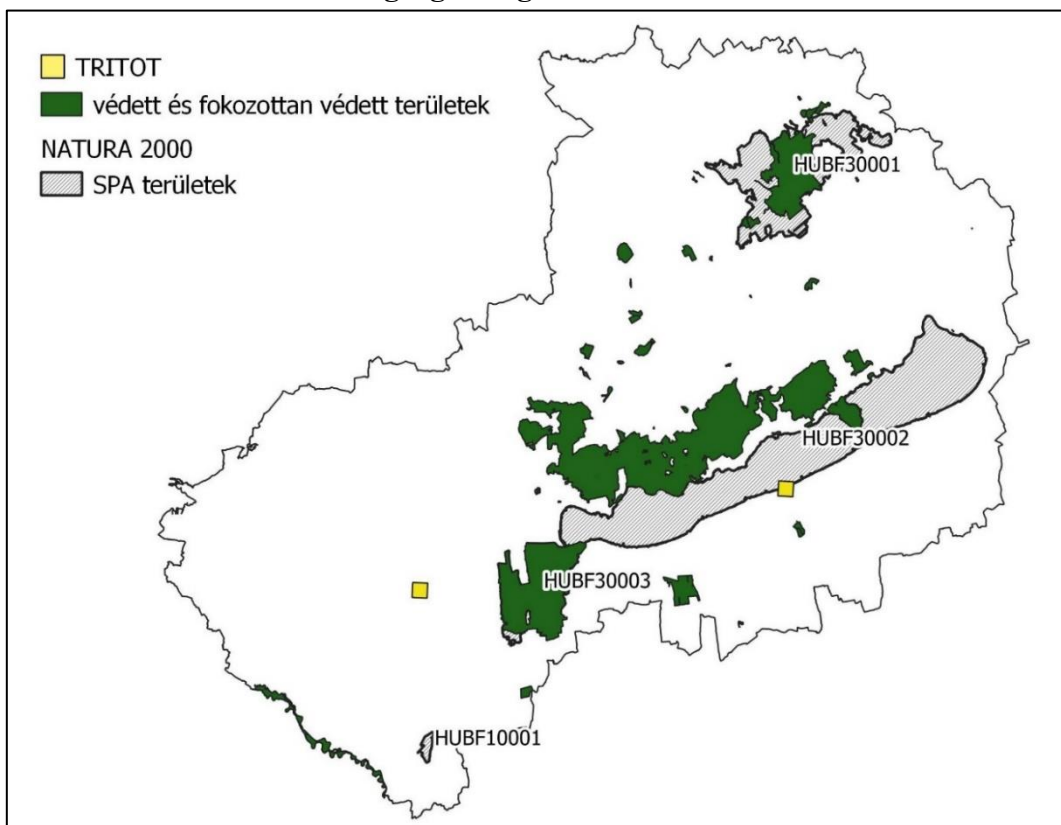 TRITOT
védett és fokozottan védett területek
NATURA 2000
SPA területek
HUBF30001
HUBF30002
HUBF30003
HUBF10001